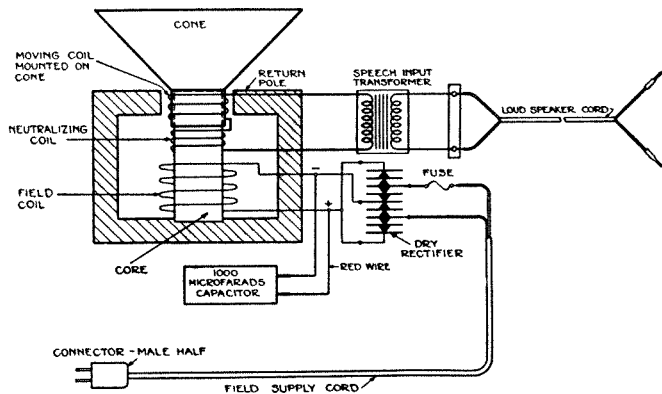 CONE
MOVING COIL
MOUNTED ON
CONE
RETURN
POLE
SPEECH INPUT
TRANSFORMER
LOUD SPEAKER CORD
NEUTRALIZING
COIL
FUSE
FIELD
COIL
-
+
DRY
RECTIFIER
CORE
RED WIRE
1000
MICROFARADS
CAPACITOR
CONNECTOR - MALE HALF
FIELD SUPPLY CORD